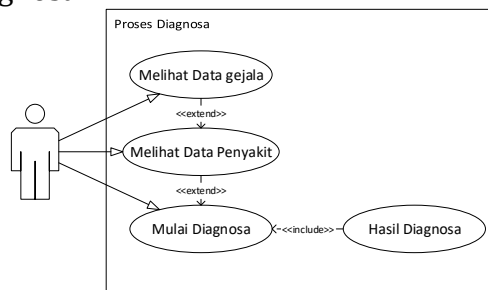 Proses Diagnosa
Melihat Data gejala
<<extend>>
Melihat Data Penyakit
<<extend>>
Mulai Diagnosa
<<include>>
Hasil Diagnosa